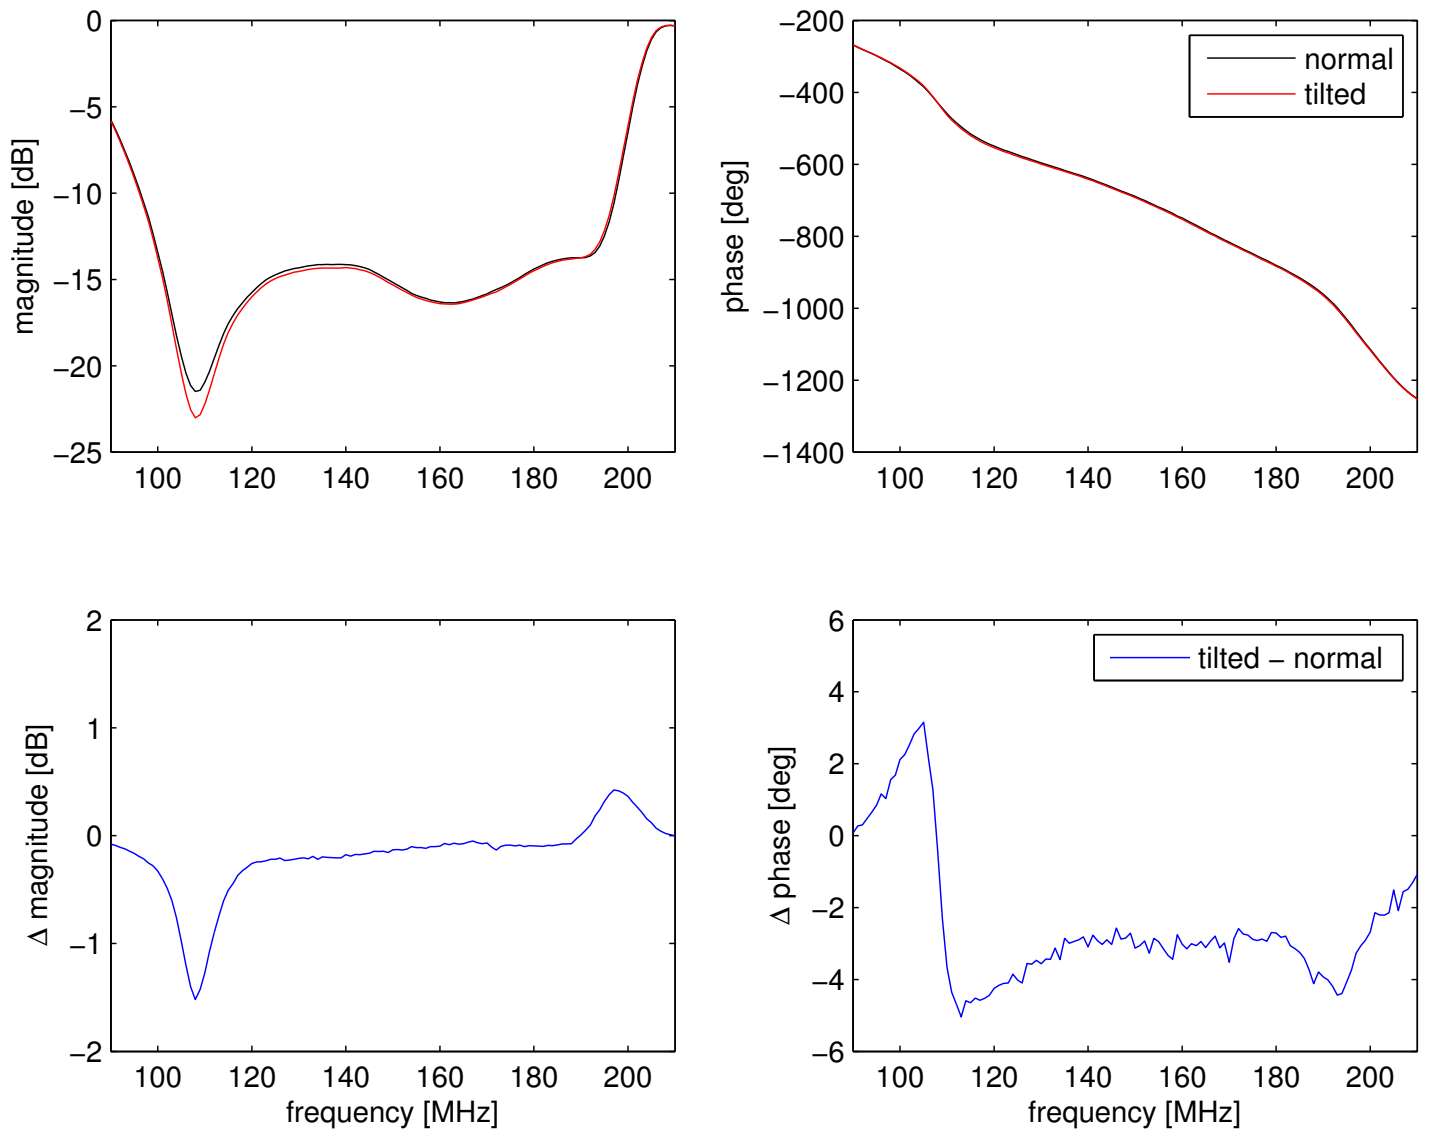 0
−5
−10
−15
−20
−25
magnitude [dB]
100 120 140 160 180 200
−200
−400
−600
−800
−1000
−1200
−1400
phase [deg]
100 120 140 160 180 200
normal
tilted
2
1
0
−1
−2
Δ magnitude [dB]
100 120 140 160 180 200
frequency [MHz]
6
4
2
0
−2
−4
−6
Δ phase [deg]
100 120 140 160 180 200
frequency [MHz]
tilted − normal